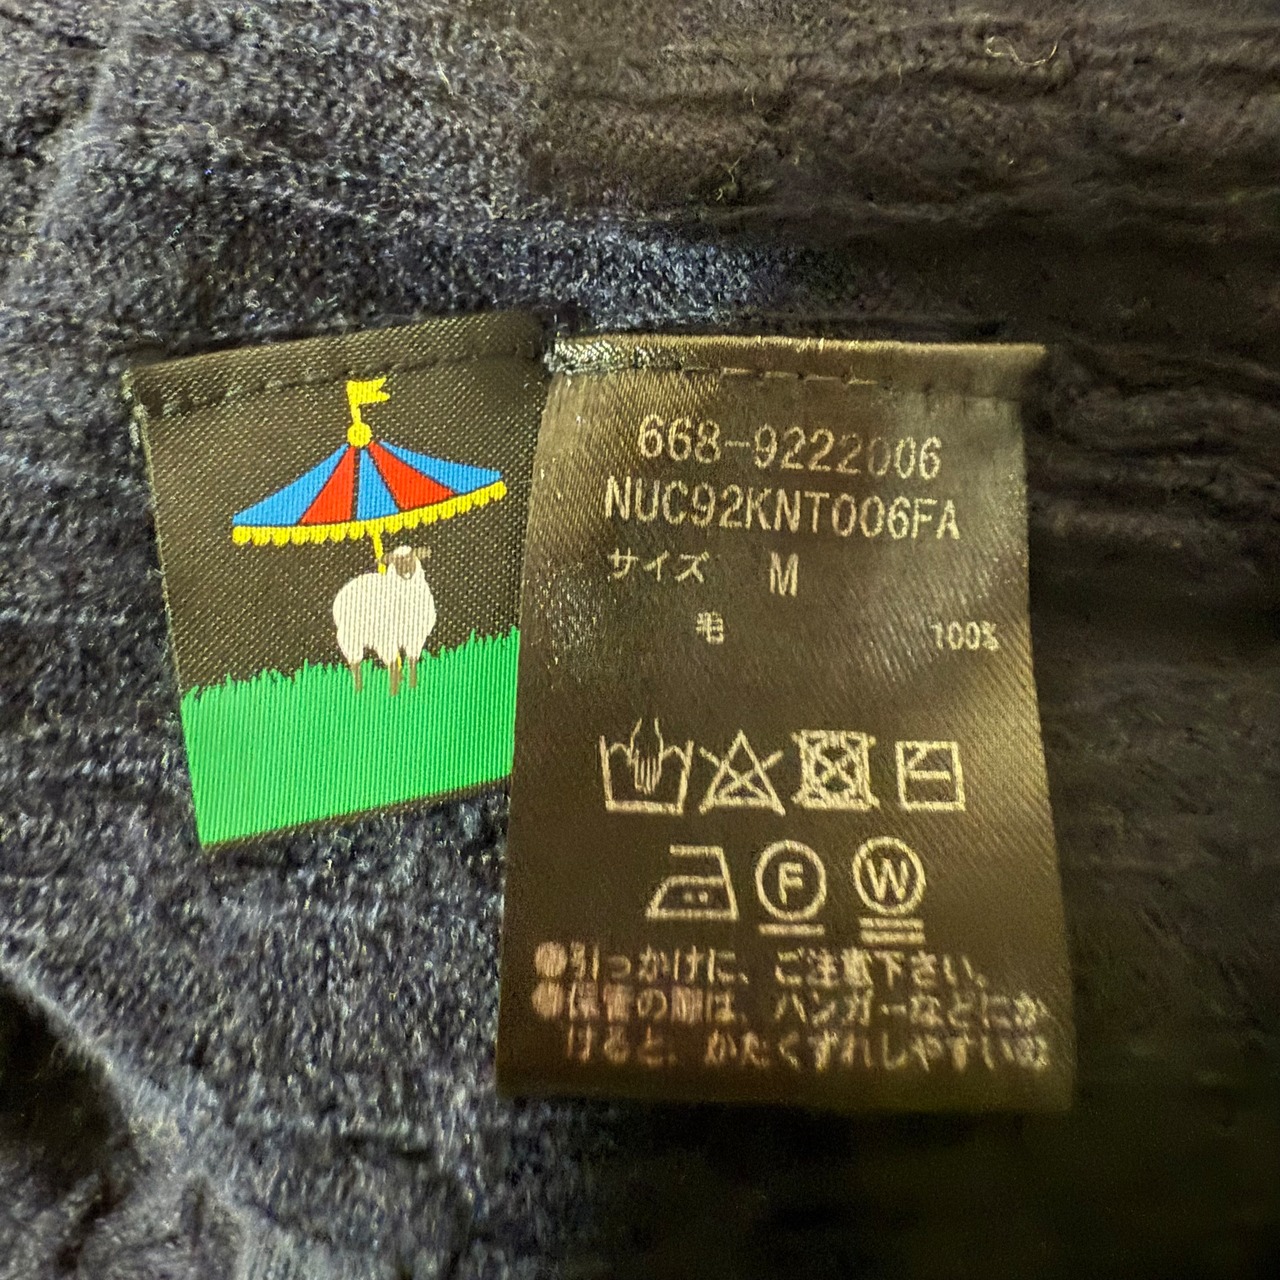 668-9222006
NUC92KNT006FA
サイズ M
毛 100%
F W
●引っかけに、ご注意下さい。
●保管の際は、ハンガーなどにか
けると、かたくずれしやすいの